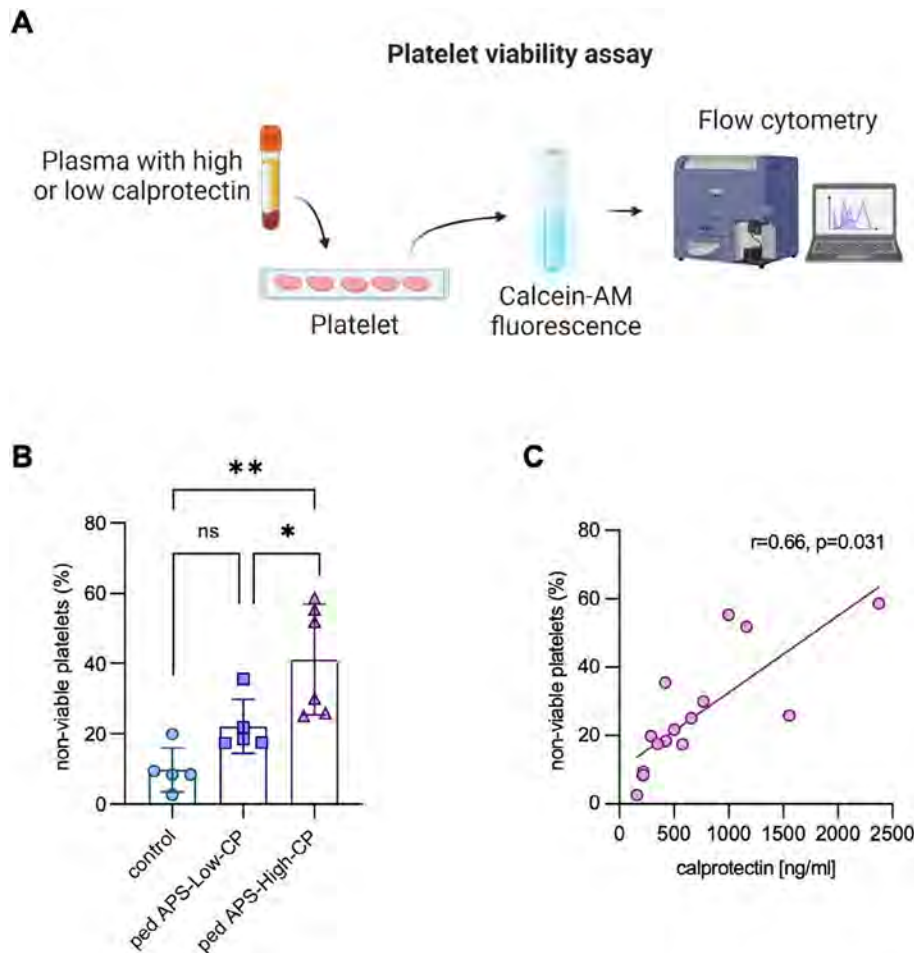 A
Platelet viability assay
Flow cytometry
Plasma with high
or low calprotectin
Platelet
Calcein-AM
fluorescence
B
**
ns
*
80
60
40
20
0
non-viable platelets (%)
control
ped APS-Low-CP
ped APS-High-CP
C
r=0.66, p=0.031
80
60
40
20
0
non-viable platelets (%)
0 500 1000 1500 2000 2500
calprotectin [ng/ml]